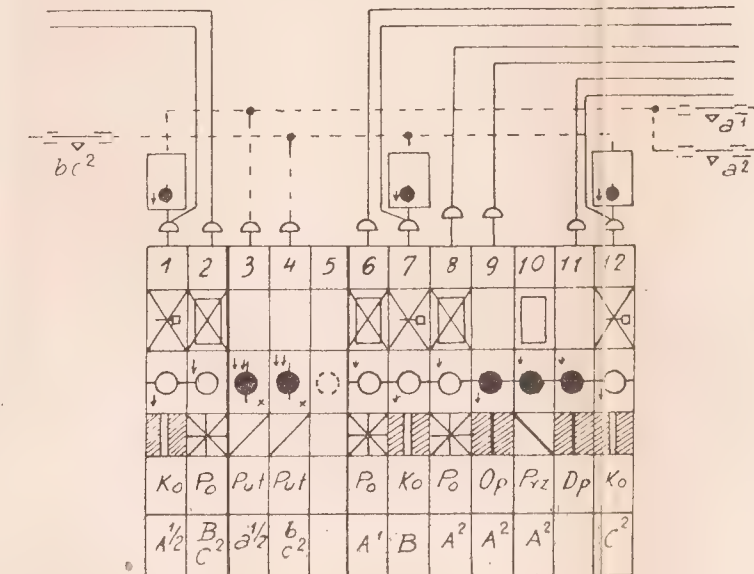 a¹
bc²
a²
1 2 3 4 5 6 7 8 9 10 11 12
Ko Po Put Put Po Ko Po Op Prz Dp Ko
A½ B C² a½ b c² A¹ B A² A² A² C²